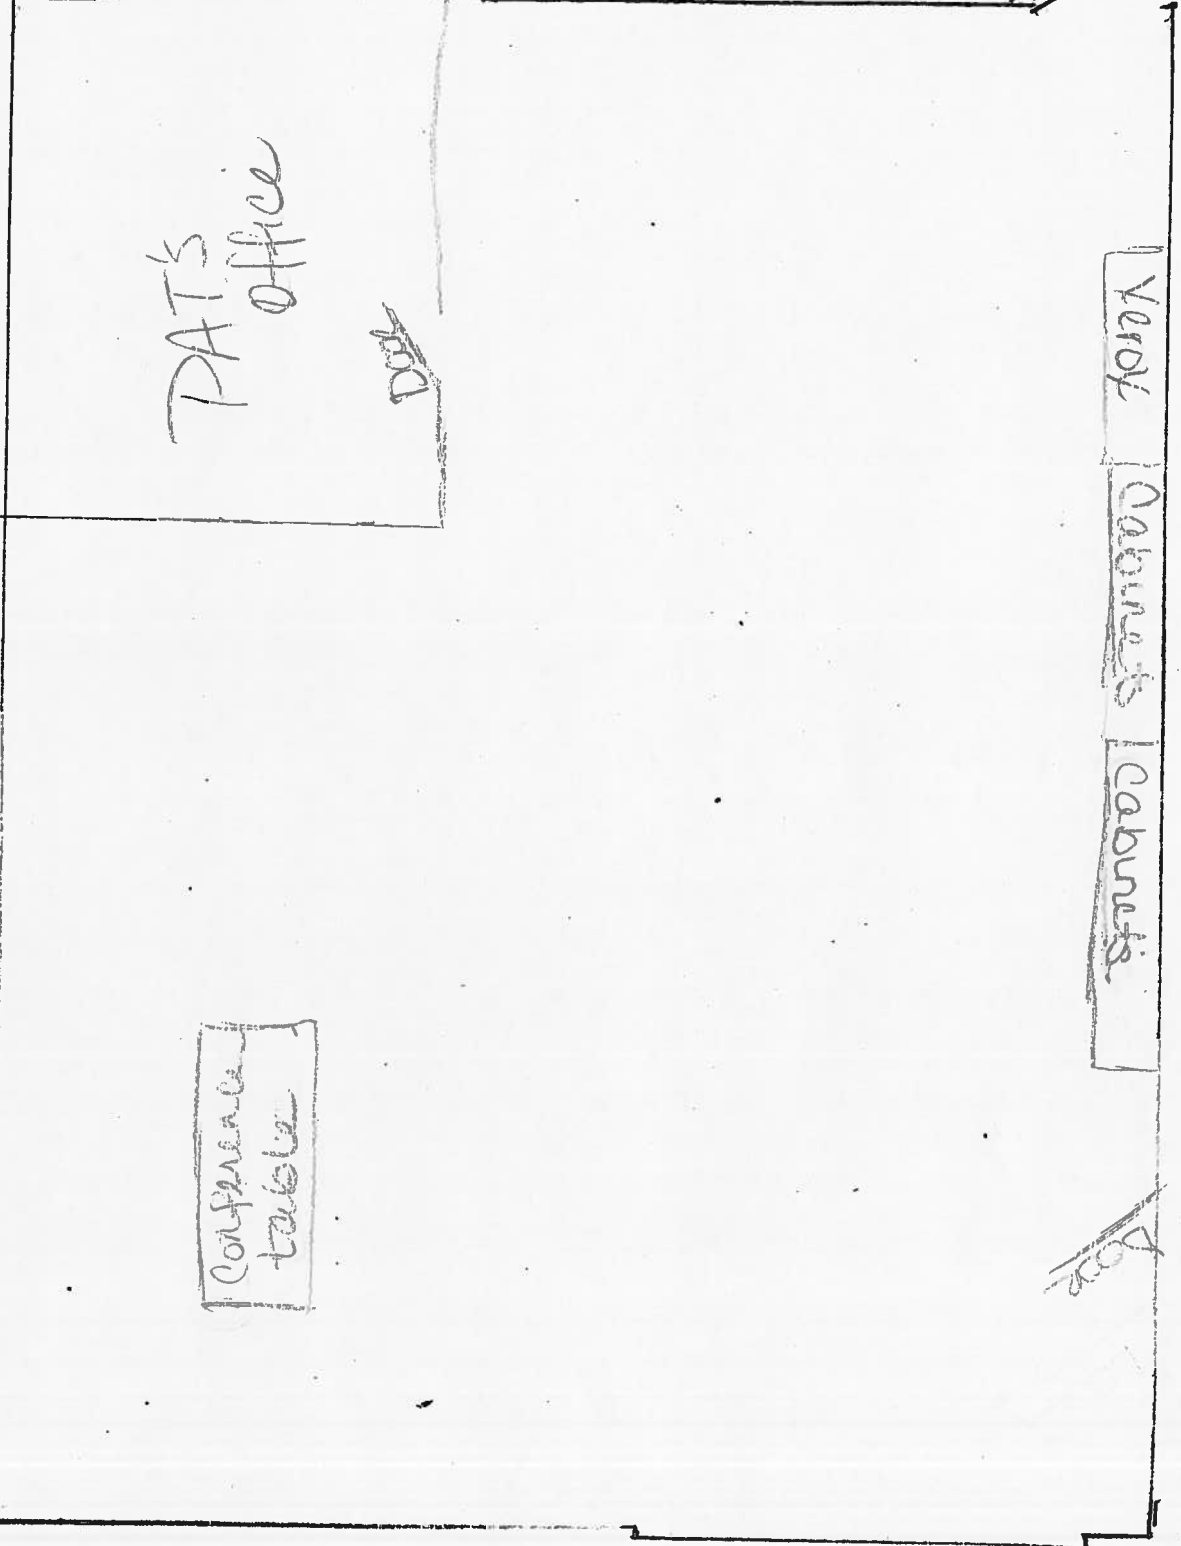 PAT's
office
Door
Xerox
Cabinets
Cabinets
Conference
table
Door